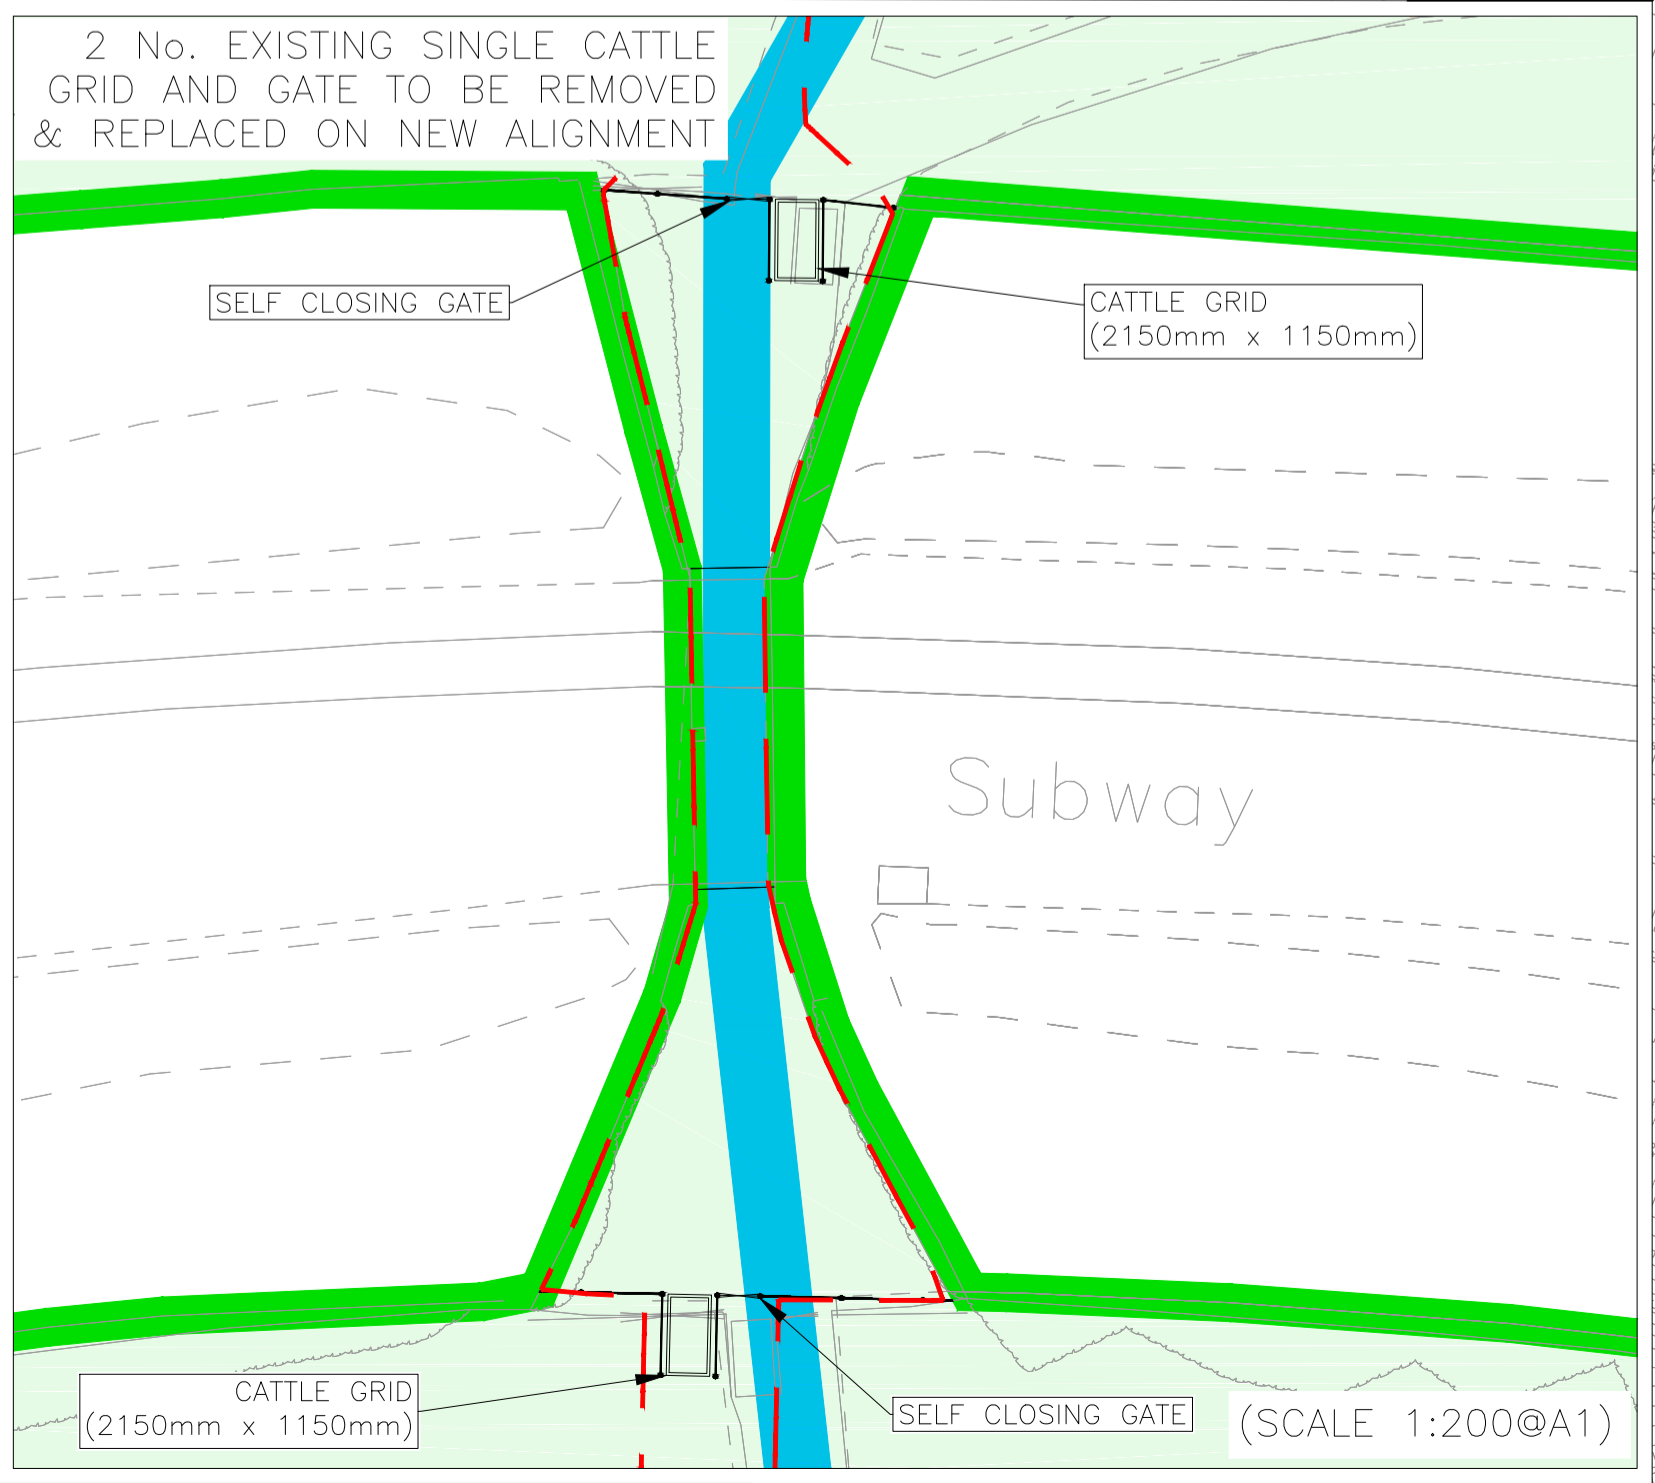 2 No. EXISTING SINGLE CATTLE
GRID AND GATE TO BE REMOVED
& REPLACED ON NEW ALIGNMENT
SELF CLOSING GATE
CATTLE GRID
(2150mm x 1150mm)
Subway
CATTLE GRID
(2150mm x 1150mm)
SELF CLOSING GATE
(SCALE 1:200@A1)